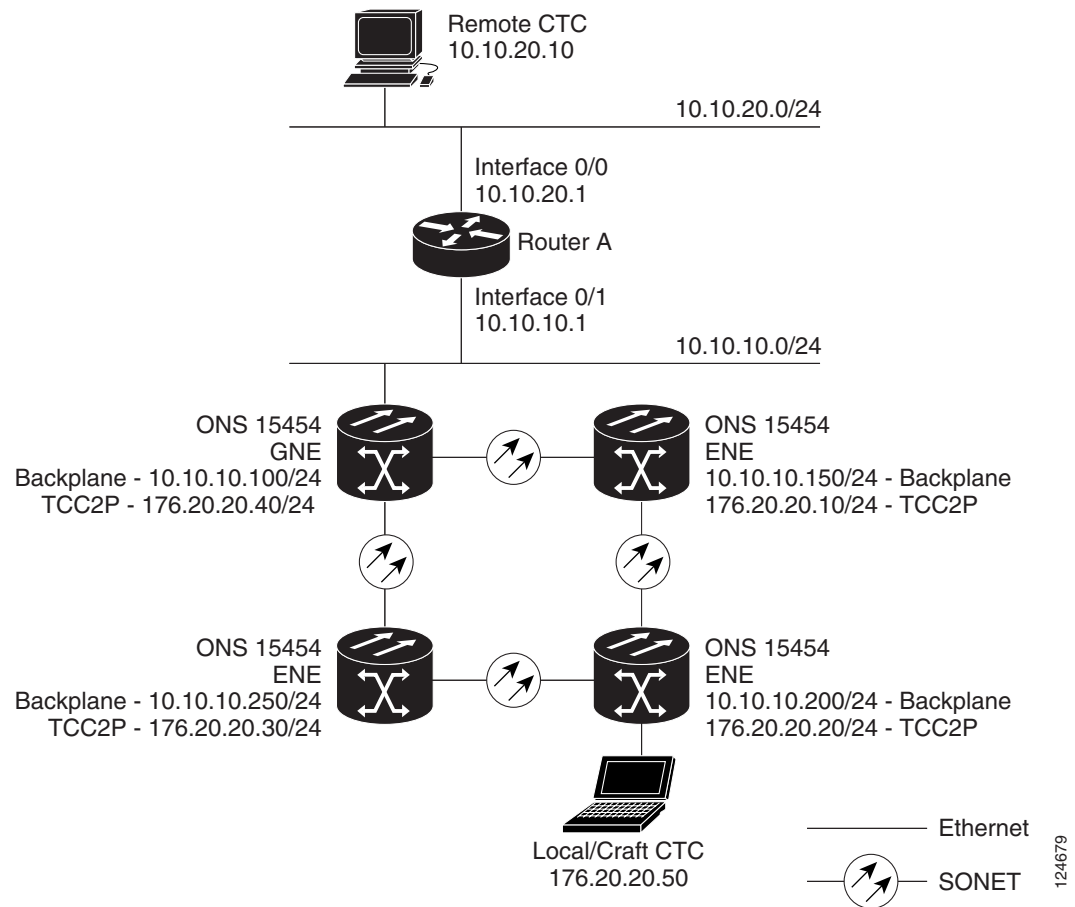 Remote CTC
10.10.20.10
10.10.20.0/24
Interface 0/0
10.10.20.1
Router A
Interface 0/1
10.10.10.1
10.10.10.0/24
ONS 15454
GNE
Backplane - 10.10.10.100/24
TCC2P - 176.20.20.40/24
ONS 15454
ENE
10.10.10.150/24 - Backplane
176.20.20.10/24 - TCC2P
ONS 15454
ENE
Backplane - 10.10.10.250/24
TCC2P - 176.20.20.30/24
ONS 15454
ENE
10.10.10.200/24 - Backplane
176.20.20.20/24 - TCC2P
Local/Craft CTC
176.20.20.50
Ethernet
SONET
124679